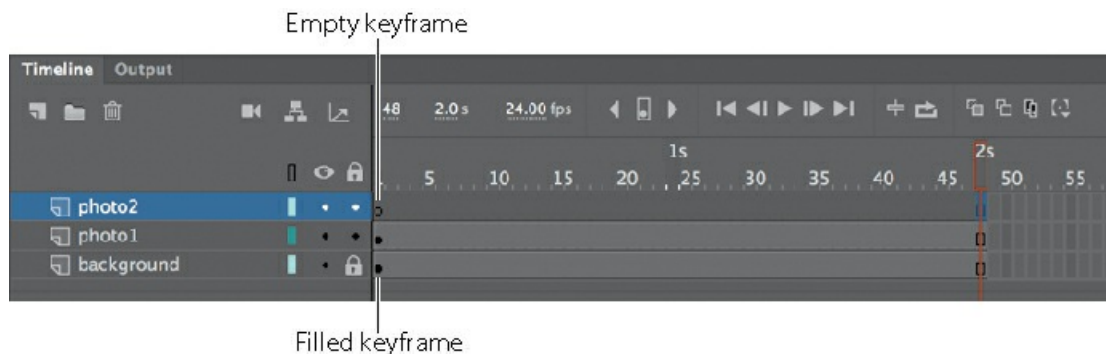 Empty keyframe
Timeline Output
48 2.0 s 24.00 fps
1s 2s
5 10 15 20 25 30 35 40 45 50 55
photo2
photo1
background
Filled keyframe